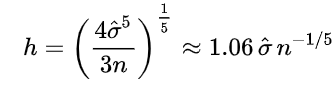 h = \left( \frac{4\hat{\sigma}^5}{3n} \right)^{\frac{1}{5}} \approx 1.06 \, \hat{\sigma} \, n^{-1/5}